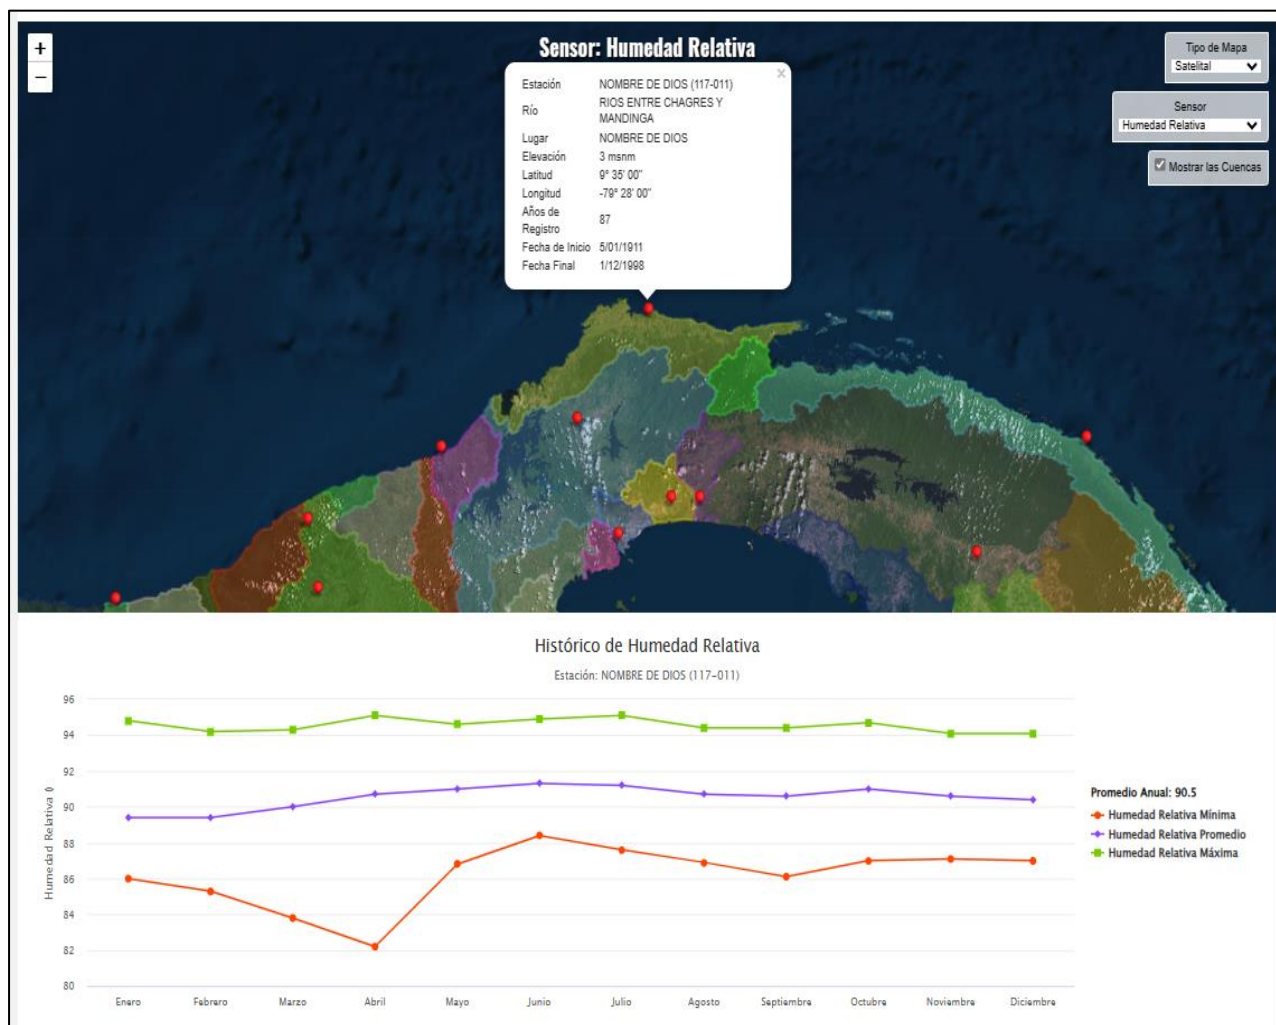 +
−
Sensor: Humedad Relativa
Tipo de Mapa
Satelital
Sensor
Humedad Relativa
Mostrar las Cuencas
×
Estación NOMBRE DE DIOS (117-011)
Río RIOS ENTRE CHAGRES Y
MANDINGA
Lugar NOMBRE DE DIOS
Elevación 3 msnm
Latitud 9° 35' 00"
Longitud -79° 28' 00"
Años de
Registro 87
Fecha de Inicio 5/01/1911
Fecha Final 1/12/1998
Histórico de Humedad Relativa
Estación: NOMBRE DE DIOS (117-011)
96
94
92
90
88
86
84
82
80
Humedad Relativa ()
Enero Febrero Marzo Abril Mayo Junio Julio Agosto Septiembre Octubre Noviembre Diciembre
Promedio Anual: 90.5
Humedad Relativa Mínima
Humedad Relativa Promedio
Humedad Relativa Máxima